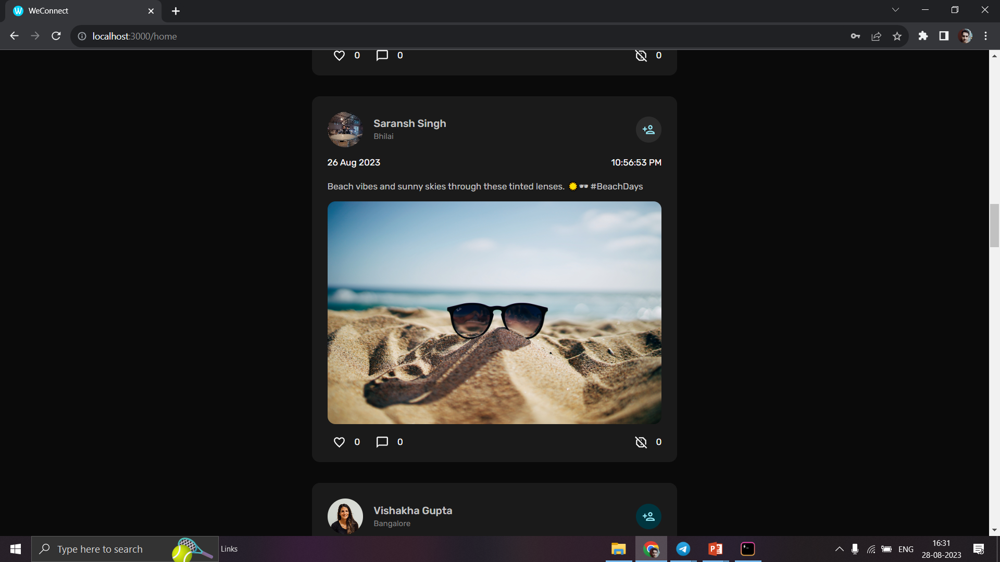 WeConnect
localhost:3000/home
0 0 0
Saransh Singh
Bhilai
26 Aug 2023 10:56:53 PM
Beach vibes and sunny skies through these tinted lenses. ☀️🕶️ #BeachDays
0 0 0
Vishakha Gupta
Bangalore
Type here to search
Links
ENG
16:31
28-08-2023